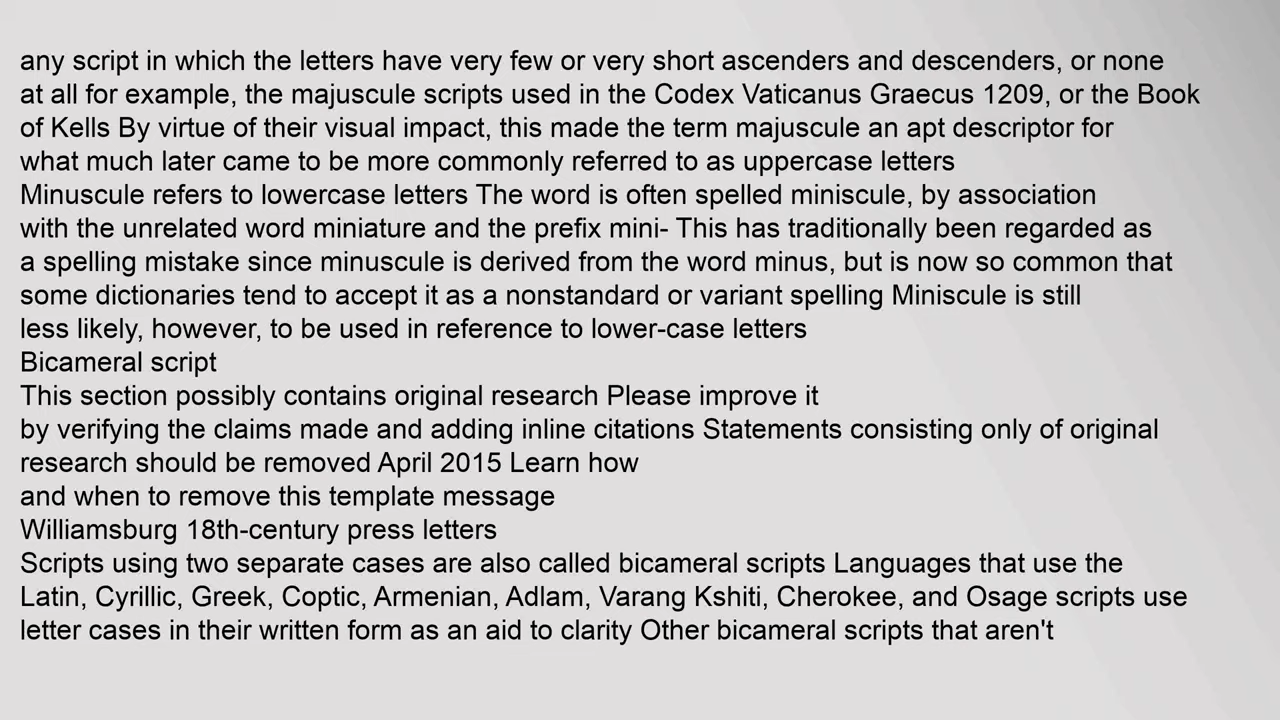 any script in which the letters have very few or very short ascenders and descenders, or none
at all for example, the majuscule scripts used in the Codex Vaticanus Graecus 1209, or the Book
of Kells By virtue of their visual impact, this made the term majuscule an apt descriptor for
what much later came to be more commonly referred to as uppercase letters
Minuscule refers to lowercase letters The word is often spelled miniscule, by association
with the unrelated word miniature and the prefix mini- This has traditionally been regarded as
a spelling mistake since minuscule is derived from the word minus, but is now so common that
some dictionaries tend to accept it as a nonstandard or variant spelling Miniscule is still
less likely, however, to be used in reference to lower-case letters
Bicameral script
This section possibly contains original research Please improve it
by verifying the claims made and adding inline citations Statements consisting only of original
research should be removed April 2015 Learn how
and when to remove this template message
Williamsburg 18th-century press letters
Scripts using two separate cases are also called bicameral scripts Languages that use the
Latin, Cyrillic, Greek, Coptic, Armenian, Adlam, Varang Kshiti, Cherokee, and Osage scripts use
letter cases in their written form as an aid to clarity Other bicameral scripts that aren't